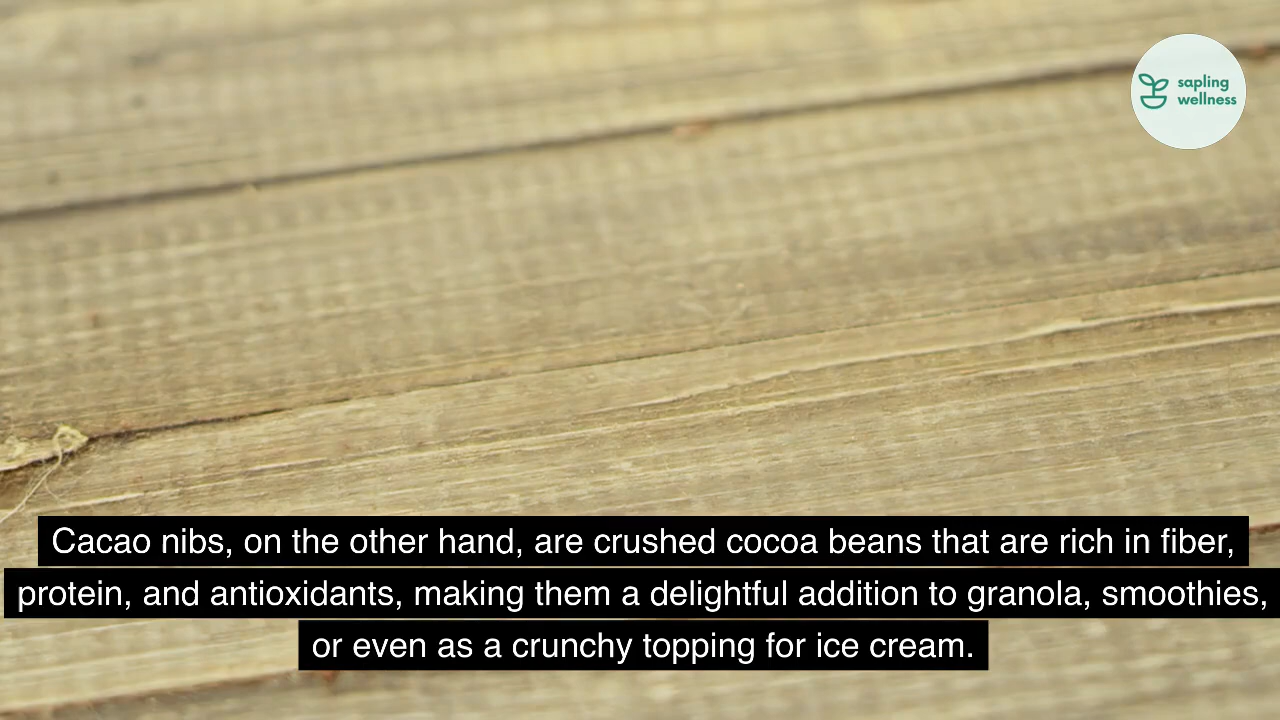 sapling
wellness
Cacao nibs, on the other hand, are crushed cocoa beans that are rich in fiber,
protein, and antioxidants, making them a delightful addition to granola, smoothies,
or even as a crunchy topping for ice cream.